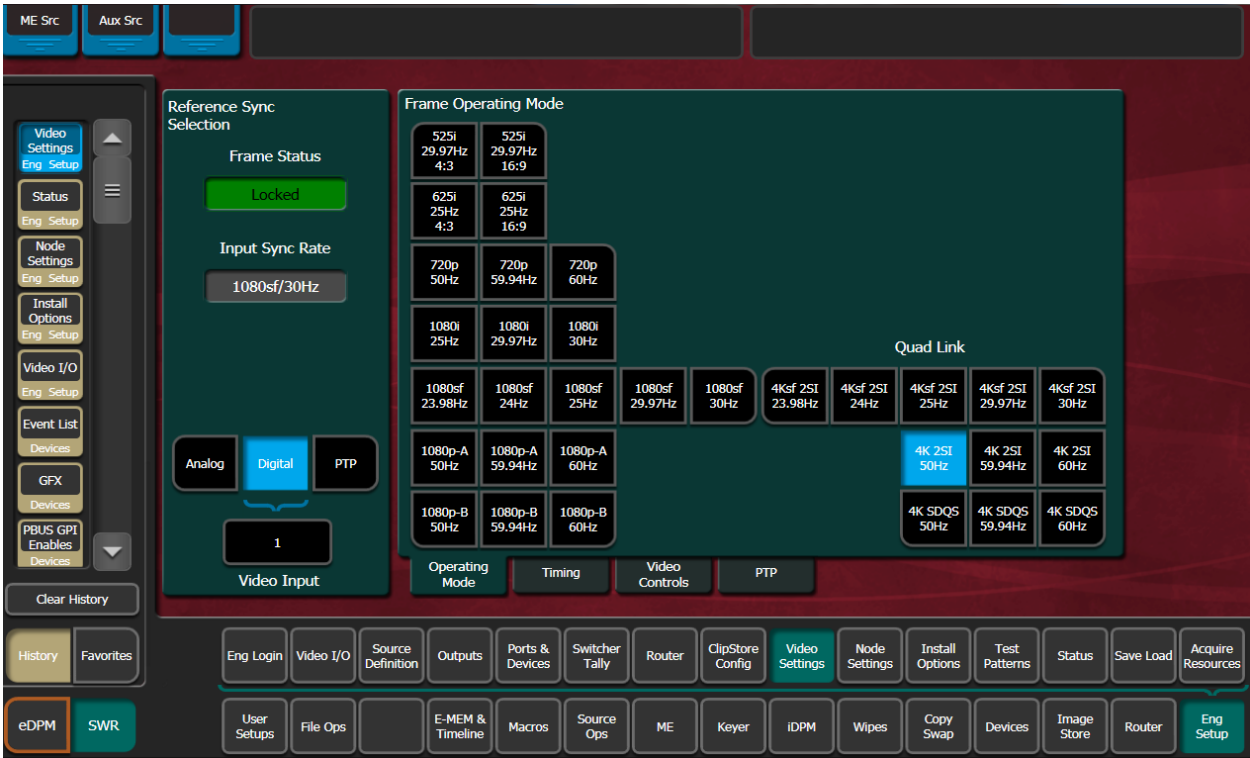 ME Src
Aux Src
Video
Settings
Eng Setup
Status
Eng Setup
Node
Settings
Eng Setup
Install
Options
Eng Setup
Video I/O
Eng Setup
Event List
Devices
GFX
Devices
PBUS GPI
Enables
Devices
Clear History
History
Favorites
eDPM
SWR
Reference Sync
Selection
Frame Status
Locked
Input Sync Rate
1080sf/30Hz
Analog
Digital
PTP
1
Video Input
Frame Operating Mode
525i
29.97Hz
4:3
525i
29.97Hz
16:9
625i
25Hz
4:3
625i
25Hz
16:9
720p
50Hz
720p
59.94Hz
720p
60Hz
1080i
25Hz
1080i
29.97Hz
1080i
30Hz
Quad Link
1080sf
23.98Hz
1080sf
24Hz
1080sf
25Hz
1080sf
29.97Hz
1080sf
30Hz
4Ksf 2SI
23.98Hz
4Ksf 2SI
24Hz
4Ksf 2SI
25Hz
4Ksf 2SI
29.97Hz
4Ksf 2SI
30Hz
1080p-A
50Hz
1080p-A
59.94Hz
1080p-A
60Hz
4K 2SI
50Hz
4K 2SI
59.94Hz
4K 2SI
60Hz
1080p-B
50Hz
1080p-B
59.94Hz
1080p-B
60Hz
4K SDQS
50Hz
4K SDQS
59.94Hz
4K SDQS
60Hz
Operating
Mode
Timing
Video
Controls
PTP
Eng Login
Video I/O
Source
Definition
Outputs
Ports &
Devices
Switcher
Tally
Router
ClipStore
Config
Video
Settings
Node
Settings
Install
Options
Test
Patterns
Status
Save Load
Acquire
Resources
User
Setups
File Ops
E-MEM &
Timeline
Macros
Source
Ops
ME
Keyer
iDPM
Wipes
Copy
Swap
Devices
Image
Store
Router
Eng
Setup